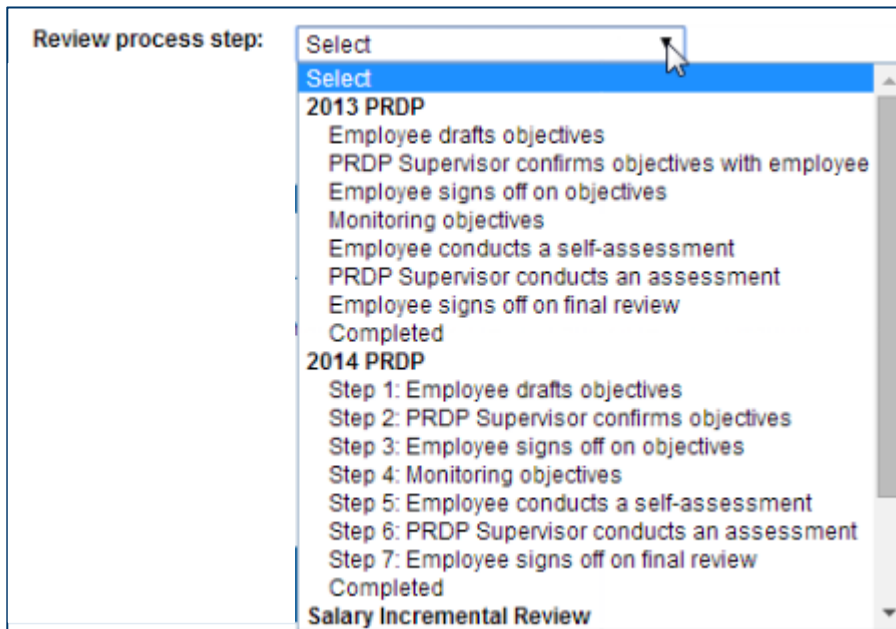 Review process step: Select
Select
2013 PRDP
Employee drafts objectives
PRDP Supervisor confirms objectives with employee
Employee signs off on objectives
Monitoring objectives
Employee conducts a self-assessment
PRDP Supervisor conducts an assessment
Employee signs off on final review
Completed
2014 PRDP
Step 1: Employee drafts objectives
Step 2: PRDP Supervisor confirms objectives
Step 3: Employee signs off on objectives
Step 4: Monitoring objectives
Step 5: Employee conducts a self-assessment
Step 6: PRDP Supervisor conducts an assessment
Step 7: Employee signs off on final review
Completed
Salary Incremental Review